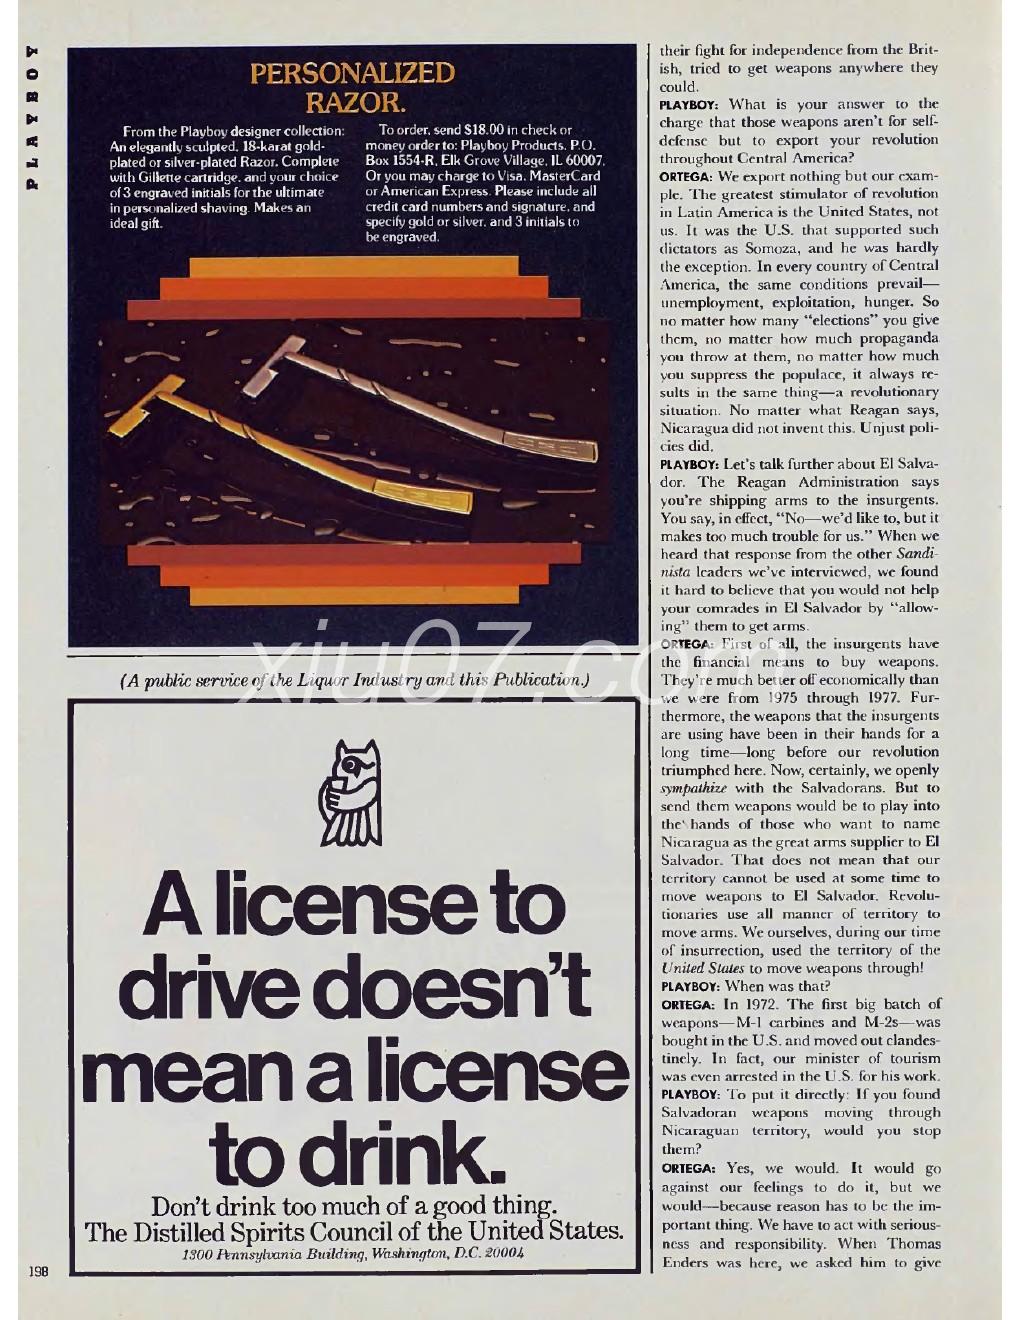 PLAYBOY
PERSONALIZED
RAZOR.
From the Playboy designer collection:
An elegantly sculpted, 18-karat gold-
plated or silver-plated Razor. Complete
with Gillette cartridge, and your choice
of 3 engraved initials for the ultimate
in personalized shaving. Makes an
ideal gift.
To order, send $18.00 in check or
money order to: Playboy Products, P.O.
Box 1554-R, Elk Grove Village, IL 60007.
Or you may charge to Visa, MasterCard
or American Express. Please include all
credit card numbers and signature, and
specify gold or silver, and 3 initials to
be engraved.
(A public service of the Liquor Industry and this Publication.)
A license to
drive doesn't
mean a license
to drink.
Don't drink too much of a good thing.
The Distilled Spirits Council of the United States.
1300 Pennsylvania Building, Washington, D.C. 20004
198
their fight for independence from the Brit-
ish, tried to get weapons anywhere they
could.
PLAYBOY: What is your answer to the
charge that those weapons aren't for self-
defense but to export your revolution
throughout Central America?
ORTEGA: We export nothing but our exam-
ple. The greatest stimulator of revolution
in Latin America is the United States, not
us. It was the U.S. that supported such
dictators as Somoza, and he was hardly
the exception. In every country of Central
America, the same conditions prevail—
unemployment, exploitation, hunger. So
no matter how many "elections" you give
them, no matter how much propaganda
you throw at them, no matter how much
you suppress the populace, it always re-
sults in the same thing—a revolutionary
situation. No matter what Reagan says,
Nicaragua did not invent this. Unjust poli-
cies did.
PLAYBOY: Let's talk further about El Salva-
dor. The Reagan Administration says
you're shipping arms to the insurgents.
You say, in effect, "No—we'd like to, but it
makes too much trouble for us." When we
heard that response from the other Sandi-
nista leaders we've interviewed, we found
it hard to believe that you would not help
your comrades in El Salvador by "allow-
ing" them to get arms.
ORTEGA: First of all, the insurgents have
the financial means to buy weapons.
They're much better off economically than
we were from 1975 through 1977. Fur-
thermore, the weapons that the insurgents
are using have been in their hands for a
long time—long before our revolution
triumphed here. Now, certainly, we openly
sympathize with the Salvadorans. But to
send them weapons would be to play into
the hands of those who want to name
Nicaragua as the great arms supplier to El
Salvador. That does not mean that our
territory cannot be used at some time to
move weapons to El Salvador. Revolu-
tionaries use all manner of territory to
move arms. We ourselves, during our time
of insurrection, used the territory of the
United States to move weapons through!
PLAYBOY: When was that?
ORTEGA: In 1972. The first big batch of
weapons—M-1 carbines and M-2s—was
bought in the U.S. and moved out clandes-
tinely. In fact, our minister of tourism
was even arrested in the U.S. for his work.
PLAYBOY: To put it directly: If you found
Salvadoran weapons moving through
Nicaraguan territory, would you stop
them?
ORTEGA: Yes, we would. It would go
against our feelings to do it, but we
would—because reason has to be the im-
portant thing. We have to act with serious-
ness and responsibility. When Thomas
Enders was here, we asked him to give
xiu07.com